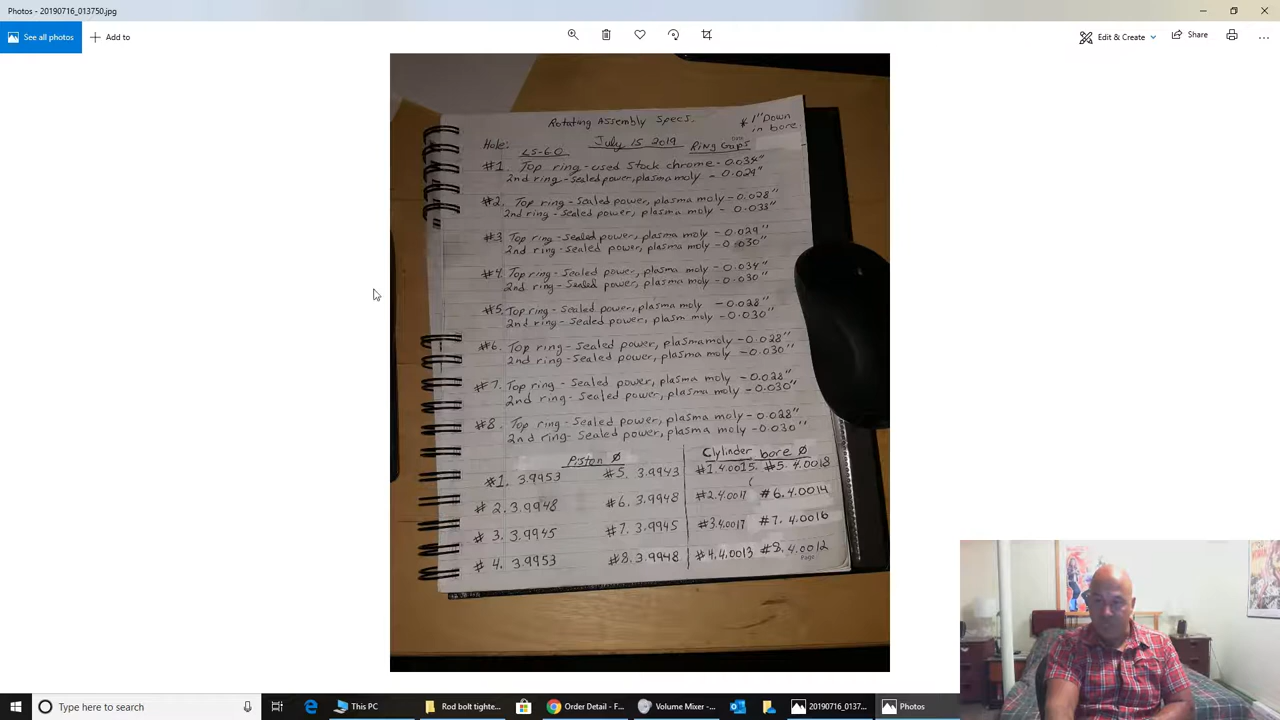 Photos - 20190716_013750.jpg
See all photos
Add to
Edit & Create
Share
Rotating Assembly Specs.
* 1" Down in bore.
Hole:
LS-6.0
July 15 2019
Ring Gaps
Date
#1. Top ring - used stock chrome - 0.034"
2nd ring - Sealed power, plasma moly - 0.029"
#2. Top ring - Sealed power, plasma moly - 0.028"
2nd ring - Sealed power, plasma moly - 0.033"
#3. Top ring - Sealed power, plasma moly - 0.029"
2nd ring - Sealed power, plasma moly - 0.030"
#4. Top ring - Sealed power, plasma moly - 0.034"
2nd ring - Sealed power, plasma moly - 0.030"
#5. Top ring - Sealed power, plasma moly - 0.028"
2nd ring - Sealed power, plasm moly - 0.030"
#6. Top ring - Sealed power, plasma moly - 0.028"
2nd ring - Sealed power, plasma moly - 0.030"
#7. Top ring - Sealed power, plasma moly - 0.028"
2nd ring - Sealed power, plasma moly - 0.030"
#8. Top ring - Sealed power, plasma moly - 0.028"
2nd ring - Sealed power, plasma moly - 0.030"
Piston Ø
#1. 3.9953 #5. 3.9943
#2. 3.9948 #6. 3.9948
#3. 3.9945 #7. 3.9945
#4. 3.9953 #8. 3.9948
Clylinder bore Ø
#1. 4.0015. #5. 4.0018
#2. 4.0017 #6. 4.0014
#3. 4.0017 #7. 4.0016
#4. 4.0013 #8. 4.0012
Page
Type here to search
This PC
Rod bolt tighte...
Order Detail - F...
Volume Mixer -...
20190716_0137...
Photos